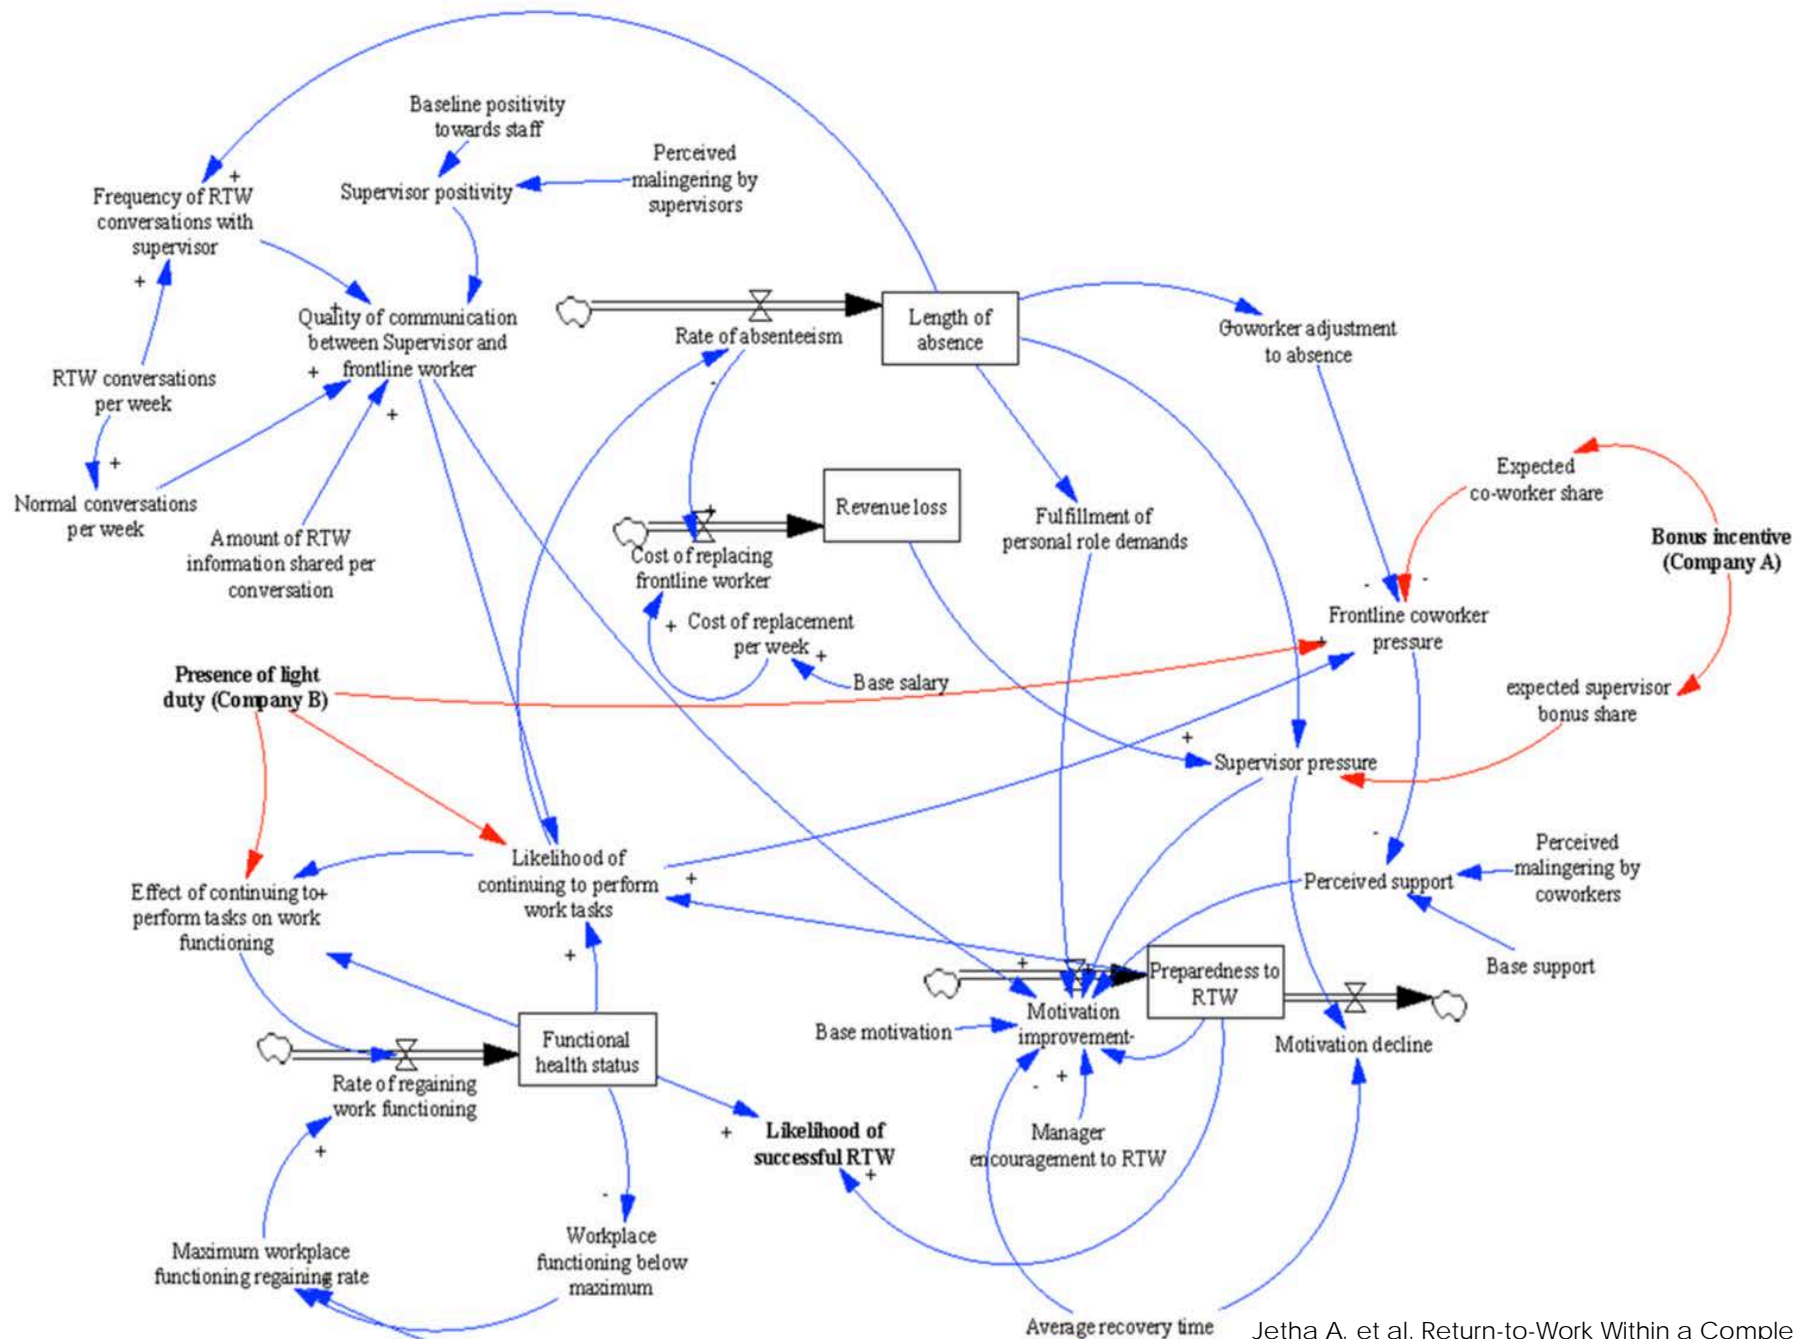 Baseline positivity
towards staff
Perceived
malingering by
supervisors
Supervisor positivity
+
Frequency of RTW
conversations with
supervisor
+
+
Quality of communication
between Supervisor and
frontline worker
+
+
RTW conversations
per week
+
Normal conversations
per week
Amount of RTW
information shared per
conversation
Rate of absenteeism
-
Length of
absence
Coworker adjustment
to absence
Revenue loss
+
Cost of replacing
frontline worker
+
Cost of replacement
per week
+
Base salary
Fulfillment of
personal role demands
Expected
co-worker share
Bonus incentive
(Company A)
-
-
Frontline coworker
pressure
+
expected supervisor
bonus share
+
Supervisor pressure
Presence of light
duty (Company B)
Likelihood of
continuing to perform
work tasks
+
+
Effect of continuing to+
perform tasks on work
functioning
-
Perceived support
Perceived
malingering by
coworkers
Base support
+
+
Preparedness to
RTW
Base motivation
Motivation
improvement-
Motivation decline
-
+
Manager
encouragement to RTW
Functional
health status
Rate of regaining
work functioning
+
+
Likelihood of
successful RTW
+
-
Workplace
functioning below
maximum
Maximum workplace
functioning regaining rate
Average recovery time
Jetha A. et al. Return-to-Work Within a Comple